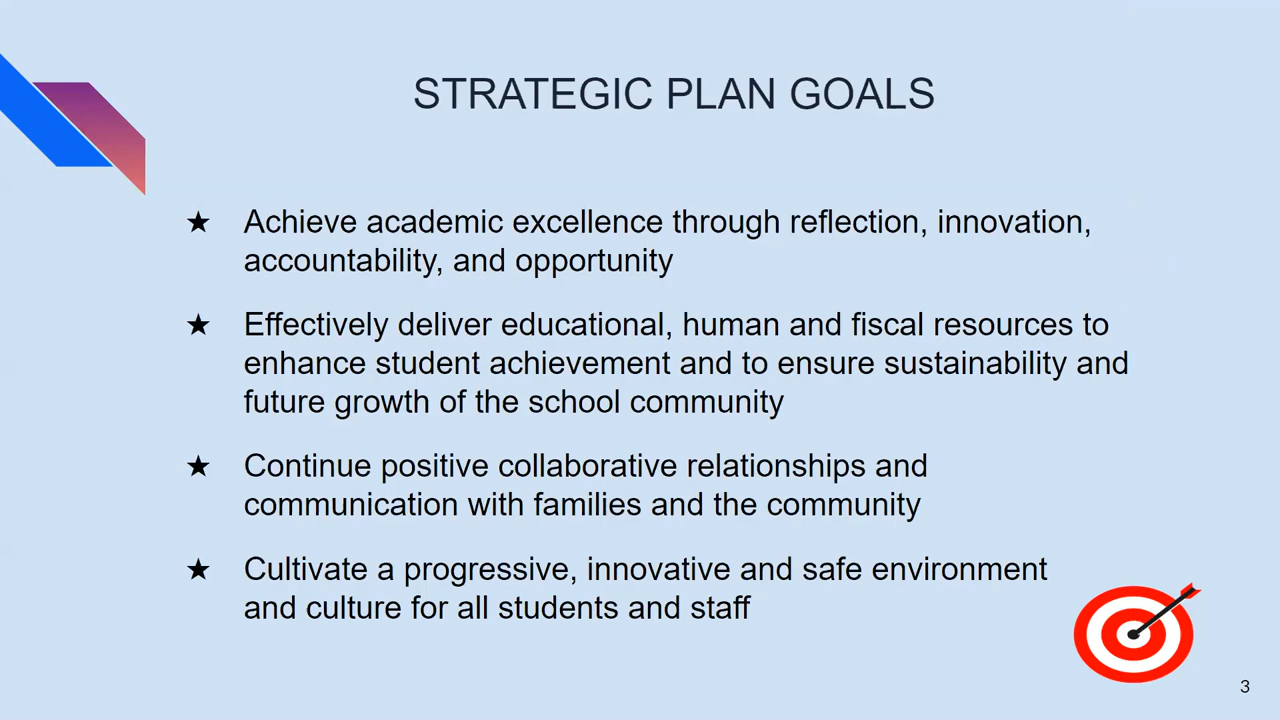 STRATEGIC PLAN GOALS
★ Achieve academic excellence through reflection, innovation,
accountability, and opportunity
★ Effectively deliver educational, human and fiscal resources to
enhance student achievement and to ensure sustainability and
future growth of the school community
★ Continue positive collaborative relationships and
communication with families and the community
★ Cultivate a progressive, innovative and safe environment
and culture for all students and staff
3